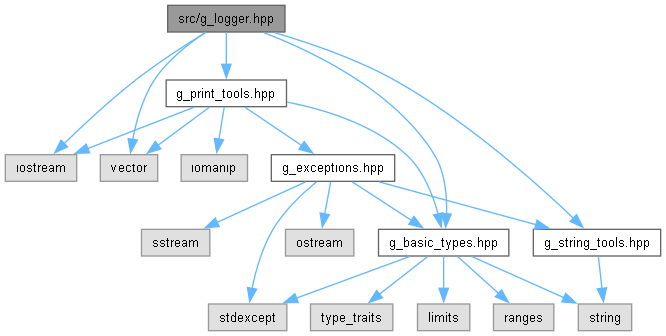 src/g_logger.hpp
g_print_tools.hpp
iostream
vector
iomanip
g_exceptions.hpp
sstream
ostream
g_basic_types.hpp
g_string_tools.hpp
stdexcept
type_traits
limits
ranges
string